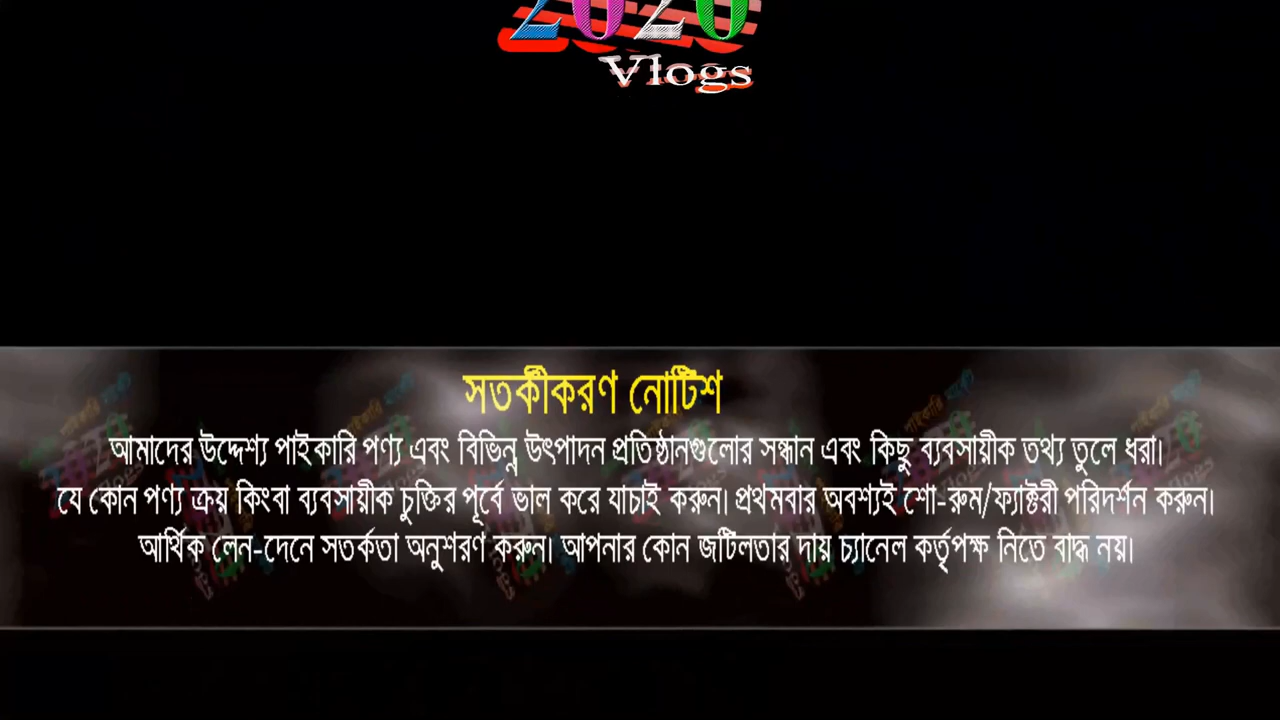 2020
Vlogs
সতর্কীকরণ নোটিশ
আমাদের উদ্দেশ্য পাইকারি পণ্য এবং বিভিন্ন উৎপাদন প্রতিষ্ঠানগুলোর সন্ধান এবং কিছু ব্যবসায়ীক তথ্য তুলে ধরা।
যে কোন পণ্য ক্রয় কিংবা ব্যবসায়ীক চুক্তির পূর্বে ভাল করে যাচাই করুন। প্রথমবার অবশ্যই শো-রুম/ফ্যাক্টরী পরিদর্শন করুন।
আর্থিক লেন-দেনে সতর্কতা অনুশরণ করুন। আপনার কোন জটিলতার দায় চ্যানেল কর্তৃপক্ষ নিতে বাদ্ধ নয়।